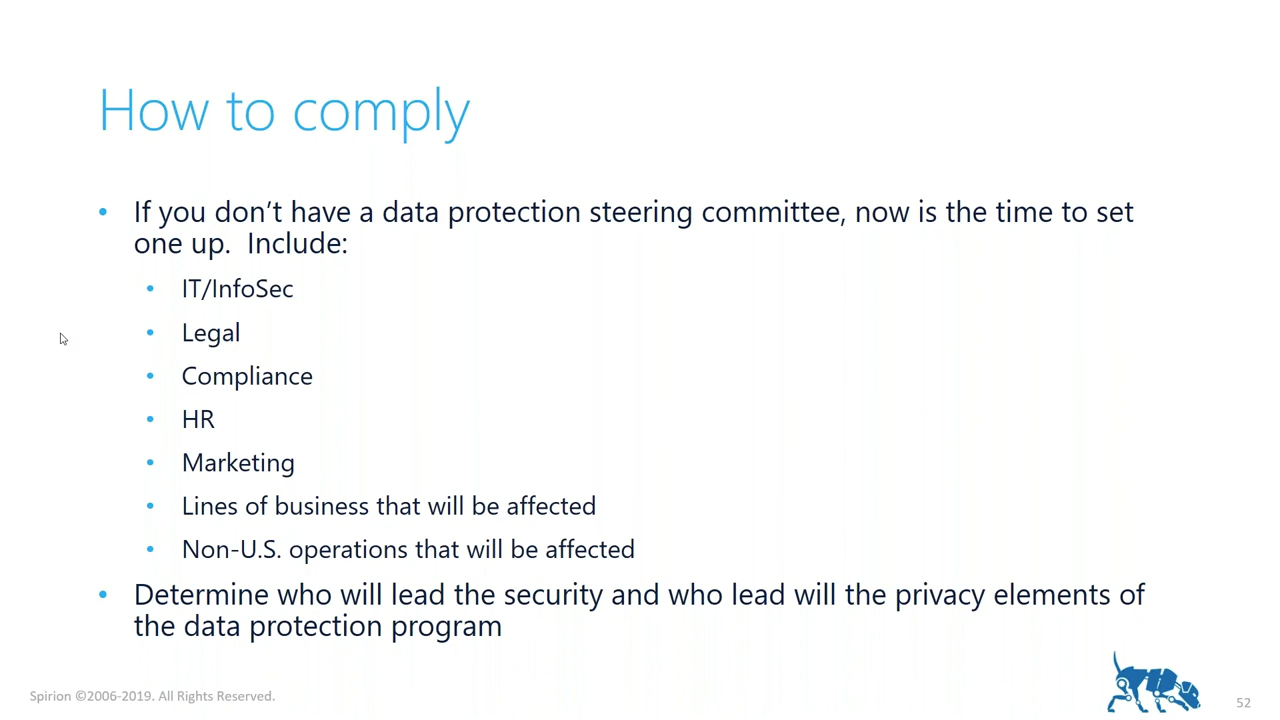 How to comply
• If you don't have a data protection steering committee, now is the time to set
one up.  Include:
• IT/InfoSec
• Legal
• Compliance
• HR
• Marketing
• Lines of business that will be affected
• Non-U.S. operations that will be affected
• Determine who will lead the security and who lead will the privacy elements of
the data protection program
Spirion ©2006-2019. All Rights Reserved.
52